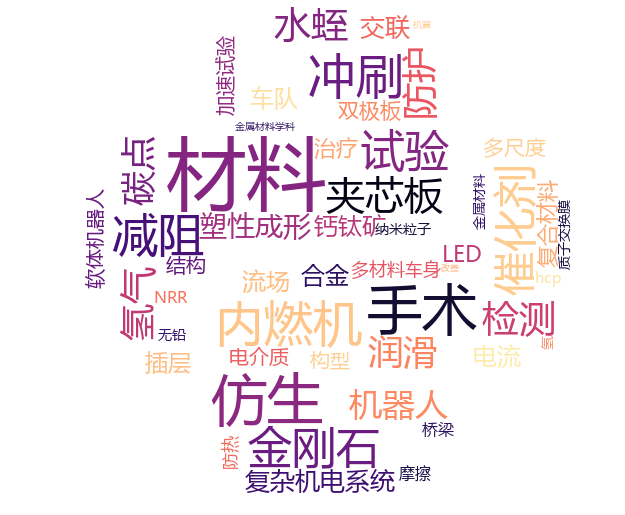 水蛭
交联
机器
冲刷
防护
加速试验
车队
双极板
金属材料学科
材料
试验
治疗
多尺度
碳点
夹芯板
催化剂
复合材料
金属材料
质子交换膜
软体机器人
减阻
塑性成形
钙钛矿
纳米粒子
结构
LED
氢气
流场
合金
多材料车身
改善
hcp
NRR
内燃机
手术
检测
无铅
氢
插层
电介质
构型
润滑
电流
仿生
机器人
桥梁
防热
金刚石
复杂机电系统
摩擦